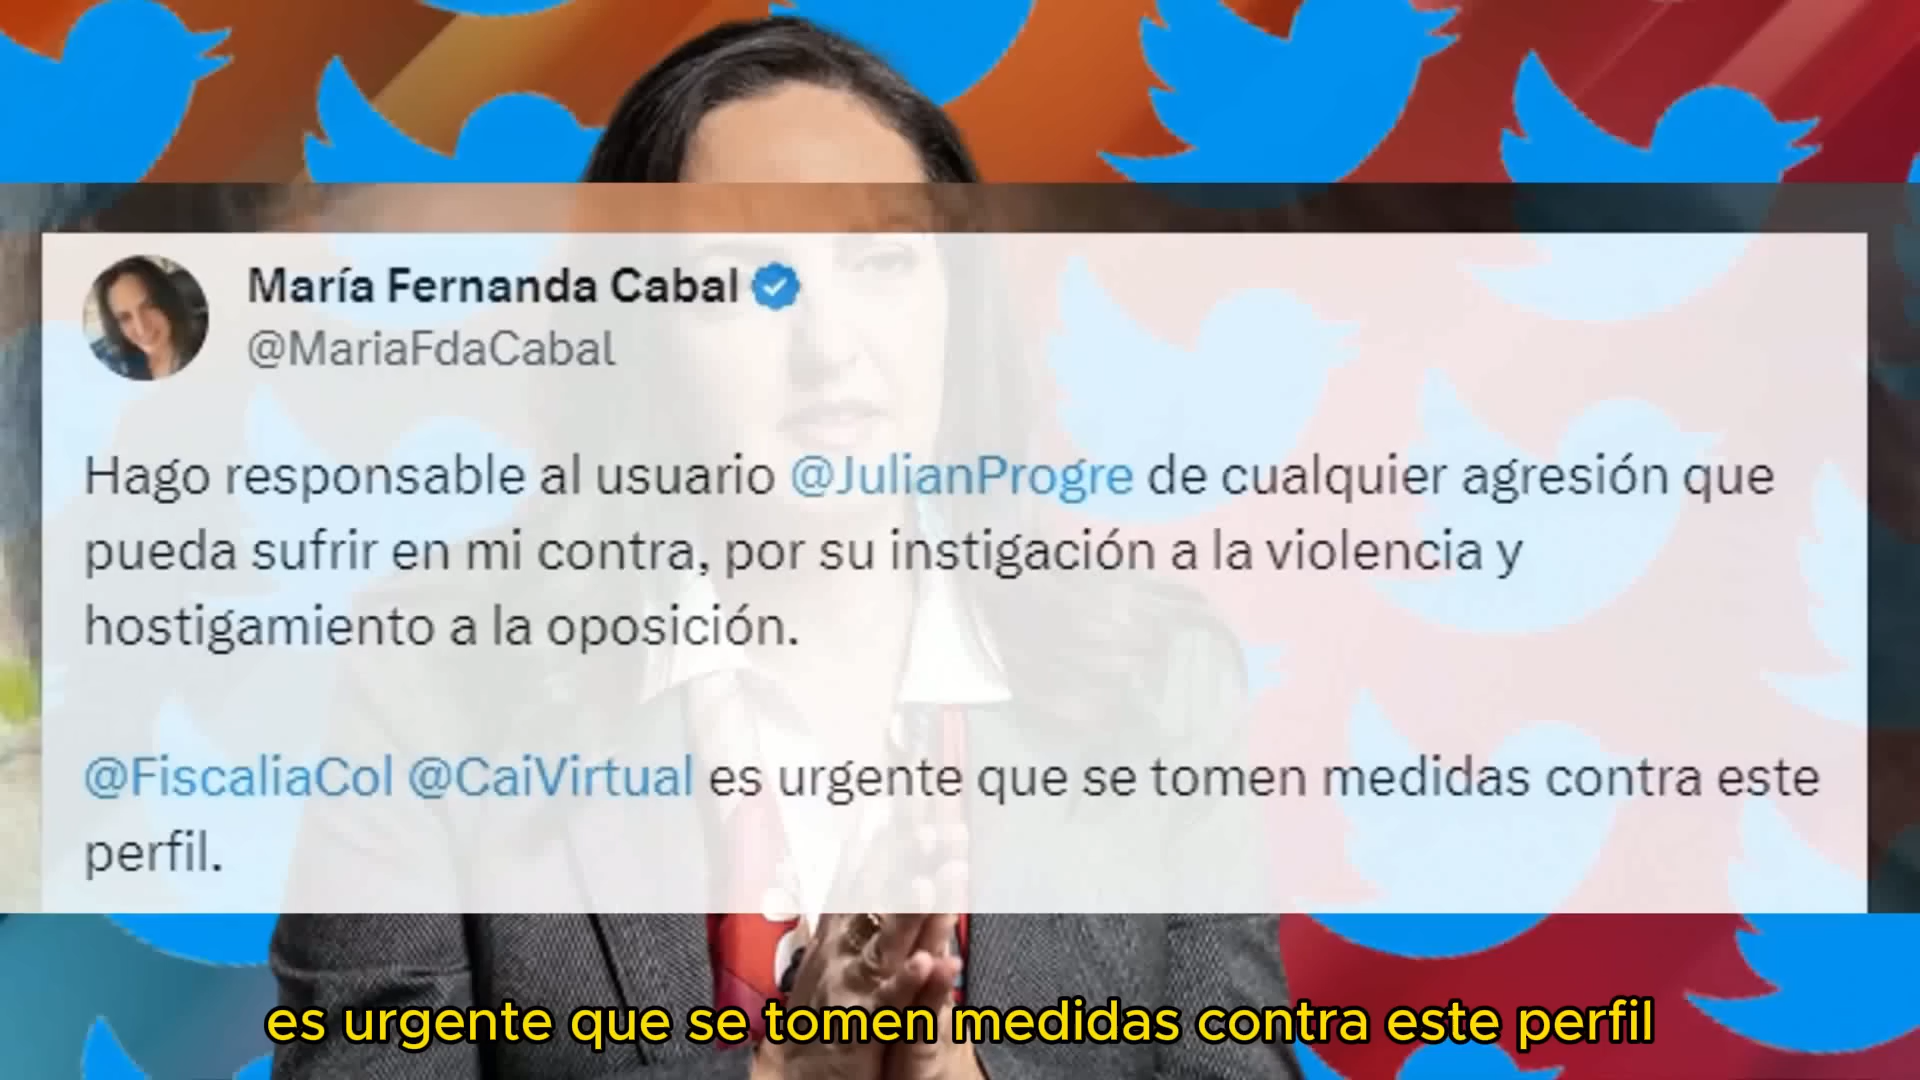 María Fernanda Cabal
@MariaFdaCabal
Hago responsable al usuario @JulianProgre de cualquier agresión que
pueda sufrir en mi contra, por su instigación a la violencia y
hostigamiento a la oposición.
@FiscaliaCol @CaiVirtual es urgente que se tomen medidas contra este
perfil.
es urgente que se tomen medidas contra este perfil